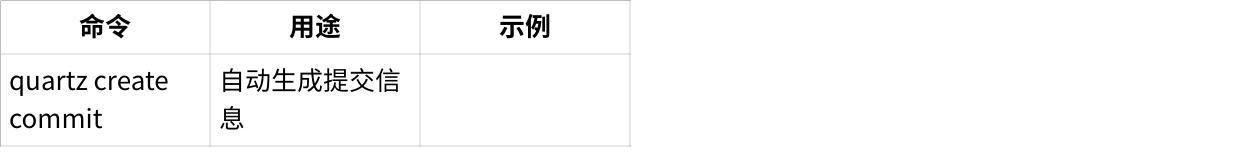 命令 用途 示例
quartz create
commit
自动生成提交信
息